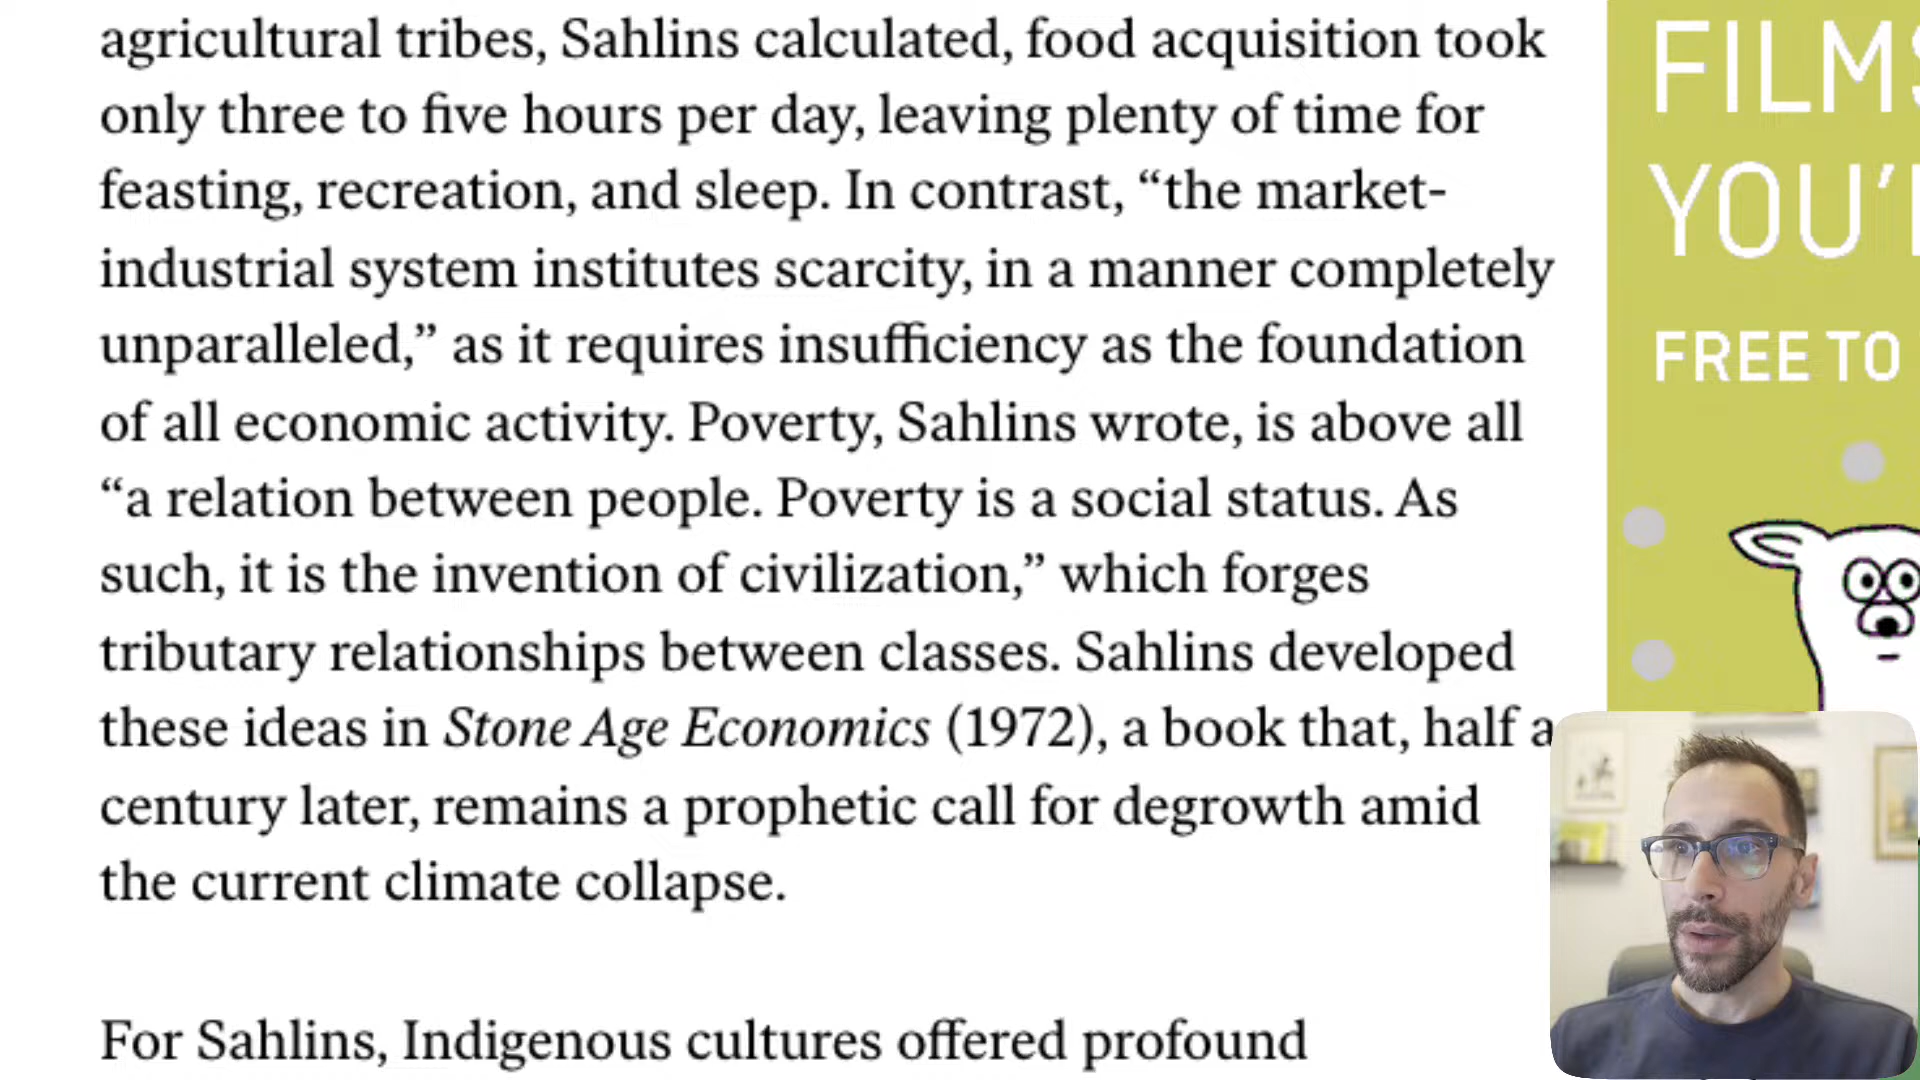 agricultural tribes, Sahlins calculated, food acquisition took
only three to five hours per day, leaving plenty of time for
feasting, recreation, and sleep. In contrast, “the market-
industrial system institutes scarcity, in a manner completely
unparalleled,” as it requires insufficiency as the foundation
of all economic activity. Poverty, Sahlins wrote, is above all
“a relation between people. Poverty is a social status. As
such, it is the invention of civilization,” which forges
tributary relationships between classes. Sahlins developed
these ideas in Stone Age Economics (1972), a book that, half a
century later, remains a prophetic call for degrowth amid
the current climate collapse.
For Sahlins, Indigenous cultures offered profound
FILMS
YOU'
FREE TO